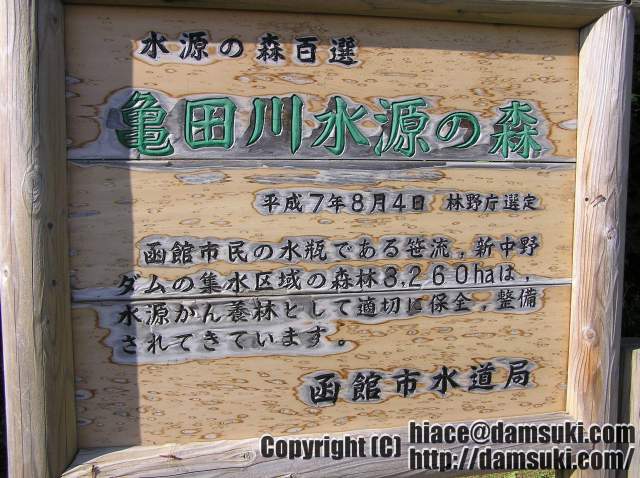 水源の森百選
亀田川水源の森
平成7年8月4日 林野庁選定
函館市民の水瓶である笹流,新中野
ダムの集水区域の森林3,260haは,
水源かん養林として適切に保全,整備
されてきています。
函館市水道局
Copyright (C) hiace@damsuki.com
http://damsuki.com/